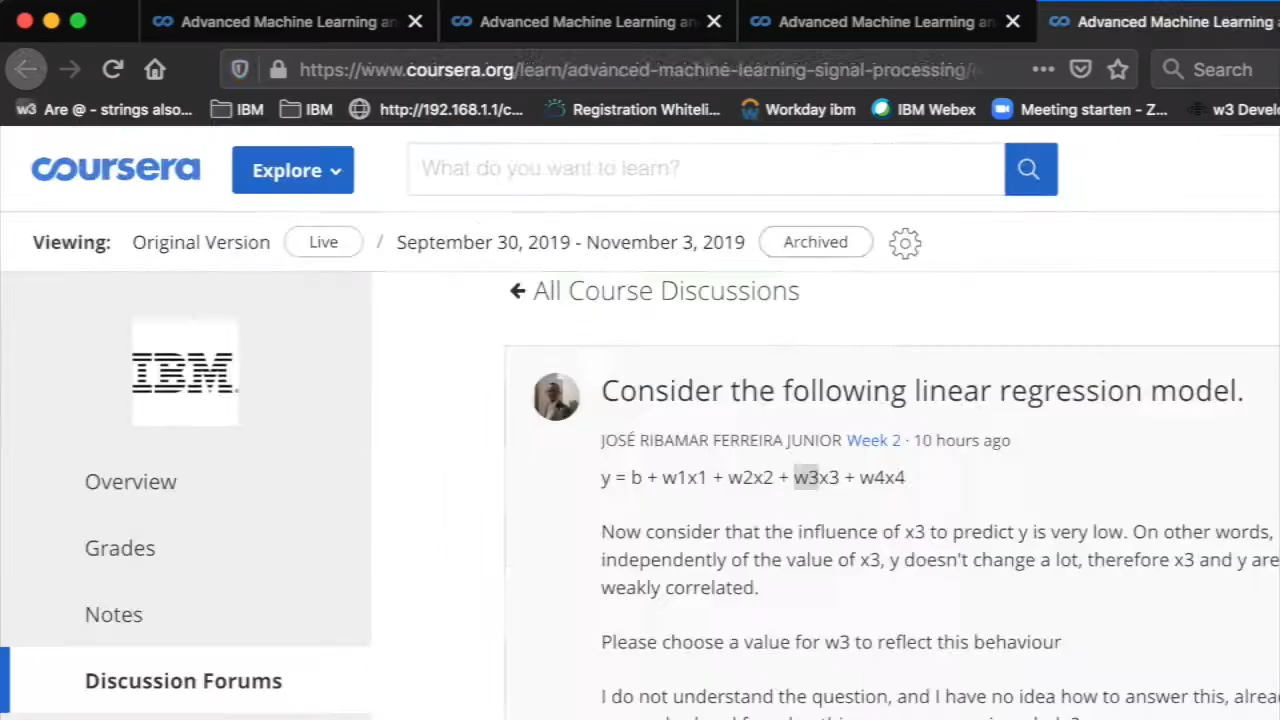 Advanced Machine Learning an
Advanced Machine Learning an
Advanced Machine Learning an
Advanced Machine Learning
https://www.coursera.org/learn/advanced-machine-learning-signal-processing/
Search
w3 Are @ - strings also...
IBM
IBM
http://192.168.1.1/c...
Registration Whiteli...
Workday ibm
IBM Webex
Meeting starten - Z...
w3 Develo
coursera
Explore
What do you want to learn?
Viewing: Original Version Live / September 30, 2019 - November 3, 2019 Archived
All Course Discussions
IBM
Consider the following linear regression model.
JOSÉ RIBAMAR FERREIRA JUNIOR Week 2 · 10 hours ago
y = b + w1x1 + w2x2 + w3x3 + w4x4
Now consider that the influence of x3 to predict y is very low. On other words,
independently of the value of x3, y doesn't change a lot, therefore x3 and y are
weakly correlated.
Please choose a value for w3 to reflect this behaviour
I do not understand the question, and I have no idea how to answer this,
Overview
Grades
Notes
Discussion Forums